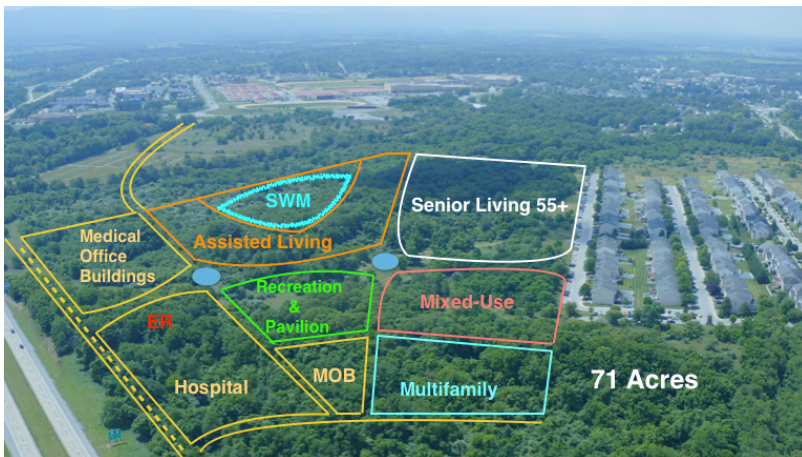 SWM
Senior Living 55+
Medical
Office
Buildings
Assisted Living
Recreation
&
Pavilion
Mixed-Use
ER
MOB
Hospital
Multifamily
71 Acres